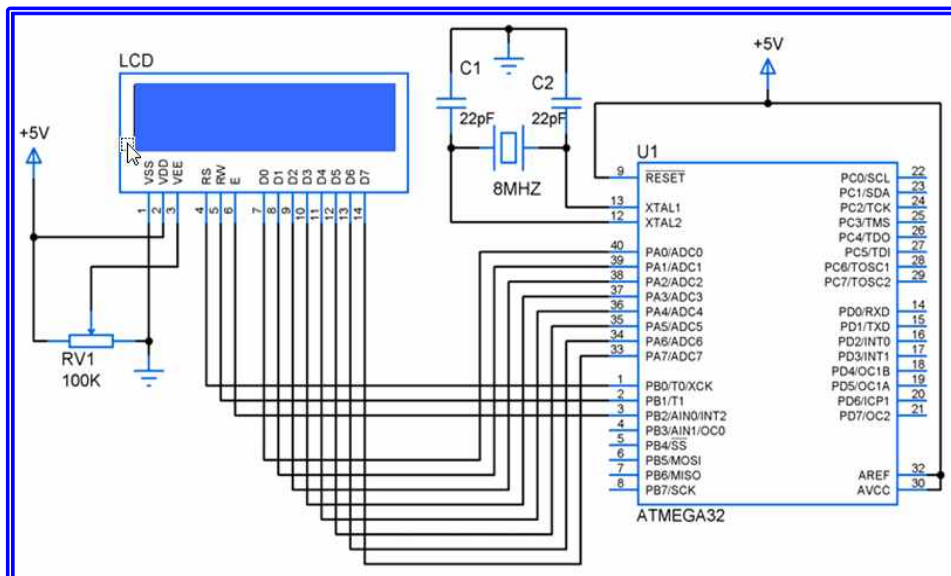 LCD
VSS
VDD
VEE
RS
RW
E
D0
D1
D2
D3
D4
D5
D6
D7
1
2
3
4
5
6
7
8
9
10
11
12
13
14
+5V
RV1
100K
C1
22pF
C2
22pF
8MHZ
+5V
U1
9 RESET
13 XTAL1
12 XTAL2
40 PA0/ADC0
39 PA1/ADC1
38 PA2/ADC2
37 PA3/ADC3
36 PA4/ADC4
35 PA5/ADC5
34 PA6/ADC6
33 PA7/ADC7
1 PB0/T0/XCK
2 PB1/T1
3 PB2/AIN0/INT2
4 PB3/AIN1/OC0
5 PB4/SS
6 PB5/MOSI
7 PB6/MISO
8 PB7/SCK
PC0/SCL 22
PC1/SDA 23
PC2/TCK 24
PC3/TMS 25
PC4/TDO 26
PC5/TDI 27
PC6/TOSC1 28
PC7/TOSC2 29
PD0/RXD 14
PD1/TXD 15
PD2/INT0 16
PD3/INT1 17
PD4/OC1B 18
PD5/OC1A 19
PD6/ICP1 20
PD7/OC2 21
AREF 32
AVCC 30
ATMEGA32